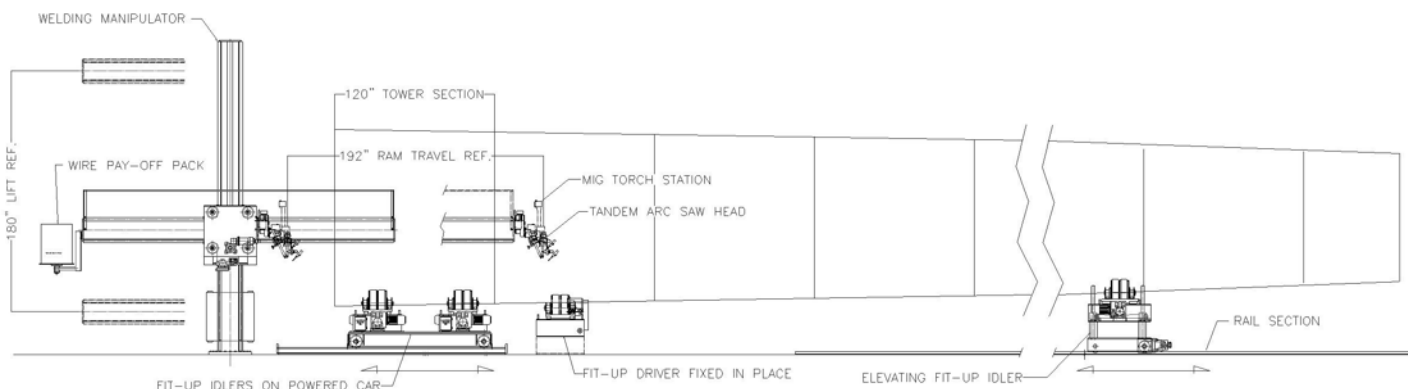 WELDING MANIPULATOR
120" TOWER SECTION
192" RAM TRAVEL REF.
WIRE PAY-OFF PACK
180" LIFT REF.
MIG TORCH STATION
TANDEM ARC SAW HEAD
RAIL SECTION
FIT-UP IDLERS ON POWERED CAR
FIT-UP DRIVER FIXED IN PLACE
ELEVATING FIT-UP IDLER